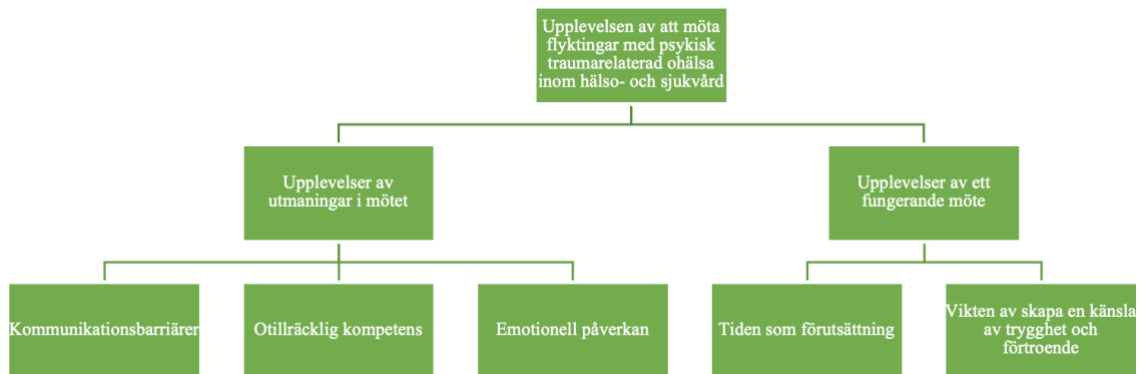 Upplevelsen av att möta
flyktingar med psykisk
traumarelaterad ohälsa
inom hälso- och sjukvård
Upplevelser av
utmaningar i mötet
Upplevelser av ett
fungerande möte
Kommunikationsbarriärer
Otillräcklig kompetens
Emotionell påverkan
Tiden som förutsättning
Vikten av skapa en känsla
av trygghet och
förtroende